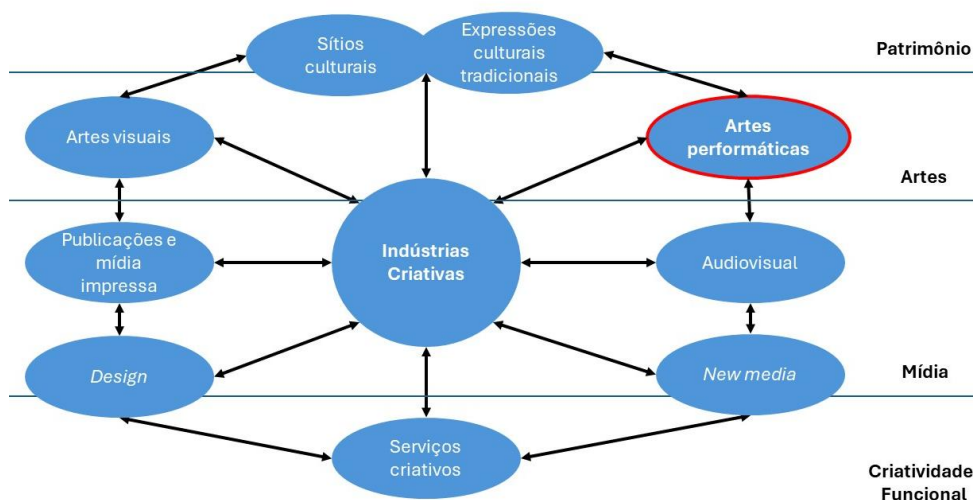 Sítios
culturais
Expressões
culturais
tradicionais
Patrimônio
Artes visuais
Artes
performáticas
Artes
Publicações e
mídia
impressa
Indústrias
Criativas
Audiovisual
Design
New media
Mídia
Serviços
criativos
Criatividade
Funcional